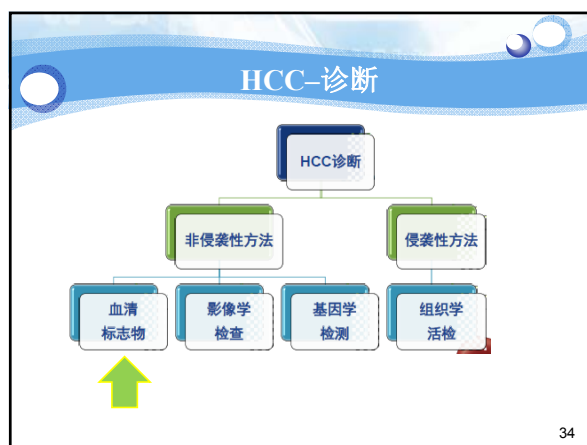 HCC–诊断
HCC诊断
非侵袭性方法
侵袭性方法
血清
标志物
影像学
检查
基因学
检测
组织学
活检
34